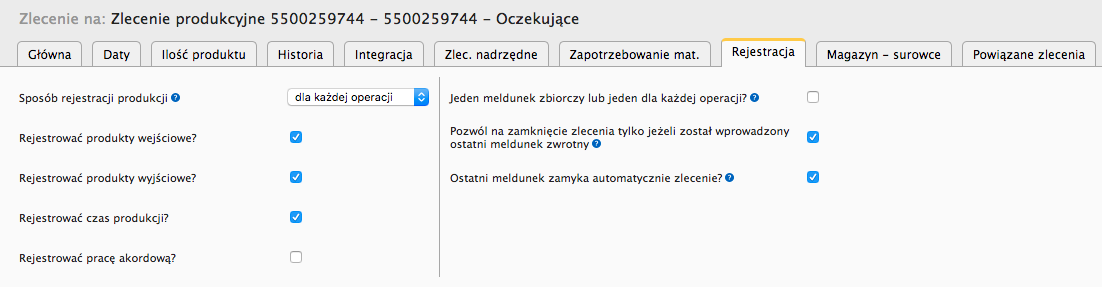 Zlecenie na: Zlecenie produkcyjne 5500259744 – 5500259744 – Oczekujące
Główna Daty Ilość produktu Historia Integracja Zlec. nadrzędne Zapotrzebowanie mat. Rejestracja Magazyn – surowce Powiązane zlecenia
Sposób rejestracji produkcji ? dla każdej operacji
Rejestrować produkty wejściowe?
Rejestrować produkty wyjściowe?
Rejestrować czas produkcji?
Rejestrować pracę akordową?
Jeden meldunek zbiorczy lub jeden dla każdej operacji? ?
Pozwól na zamknięcie zlecenia tylko jeżeli został wprowadzony
ostatni meldunek zwrotny ?
Ostatni meldunek zamyka automatycznie zlecenie? ?